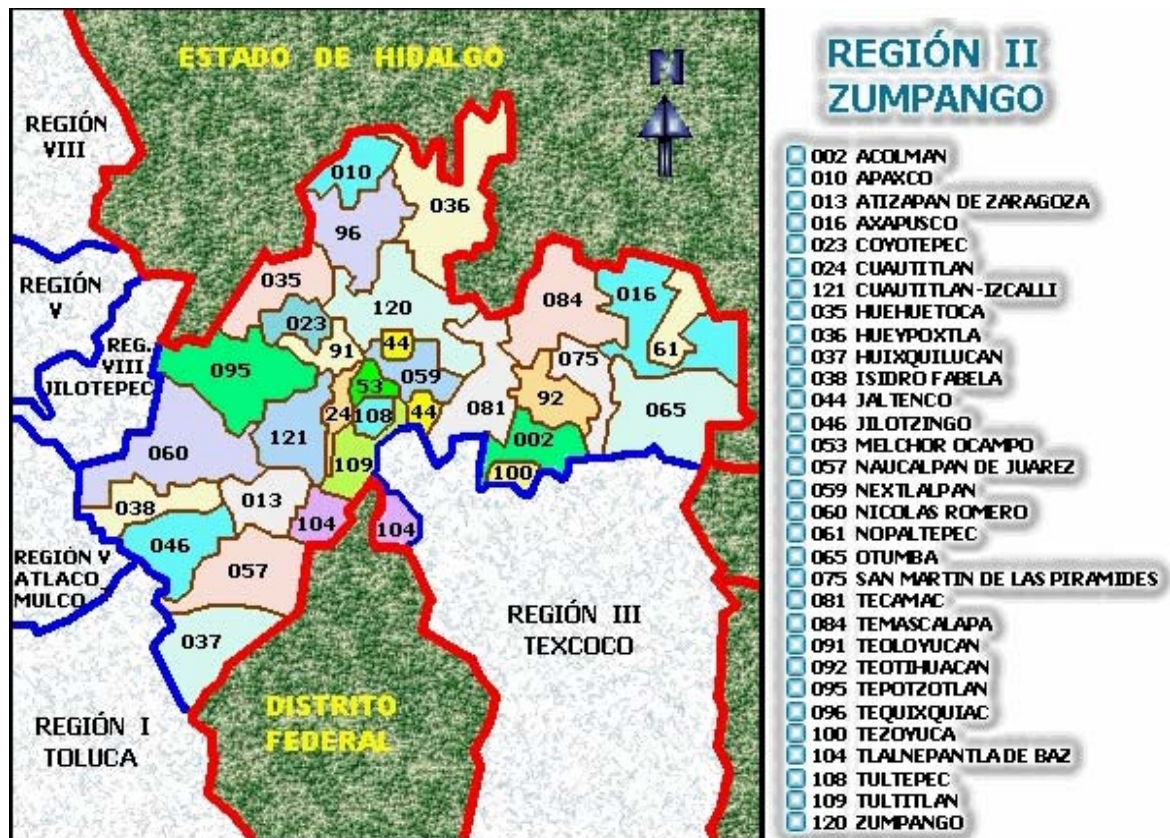 ESTADO DE HIDALGO
N
REGIÓN
VIII
010
036
96
REGIÓN
V
035
120
084
016
023
REG.
VIII
JILOTEPEC
91
44
61
075
095
53
059
92
065
24
108
44
081
060
121
002
109
100
038
013
104
104
046
REGIÓN V
ATLACO
MULCO
057
037
REGIÓN III
TEXCOCO
DISTRITO
FEDERAL
REGIÓN I
TOLUCA
REGIÓN II
ZUMPANGO
002 ACOLMAN
010 APAXCO
013 ATIZAPAN DE ZARAGOZA
016 AXAPUSCO
023 COYOTEPEC
024 CUAUTITLAN
121 CUAUTITLAN-IZCALLI
035 HUEHUETOCA
036 HUEYPOXTLA
037 HUIXQUILUCAN
038 ISIDRO FABELA
044 JALTENCO
046 JILOTZINGO
053 MELCHOR OCAMPO
057 NAUCALPAN DE JUAREZ
059 NEXTLALPAN
060 NICOLAS ROMERO
061 NOPALTEPEC
065 OTUMBA
075 SAN MARTIN DE LAS PIRAMIDES
081 TECAMAC
084 TEMASCALAPA
091 TEOLOYUCAN
092 TEOTIHUACAN
095 TEPOTZOTLAN
096 TEQUIXQUIAC
100 TEZOYUCA
104 TLALNEPANTLA DE BAZ
108 TULTEPEC
109 TULTITLAN
120 ZUMPANGO